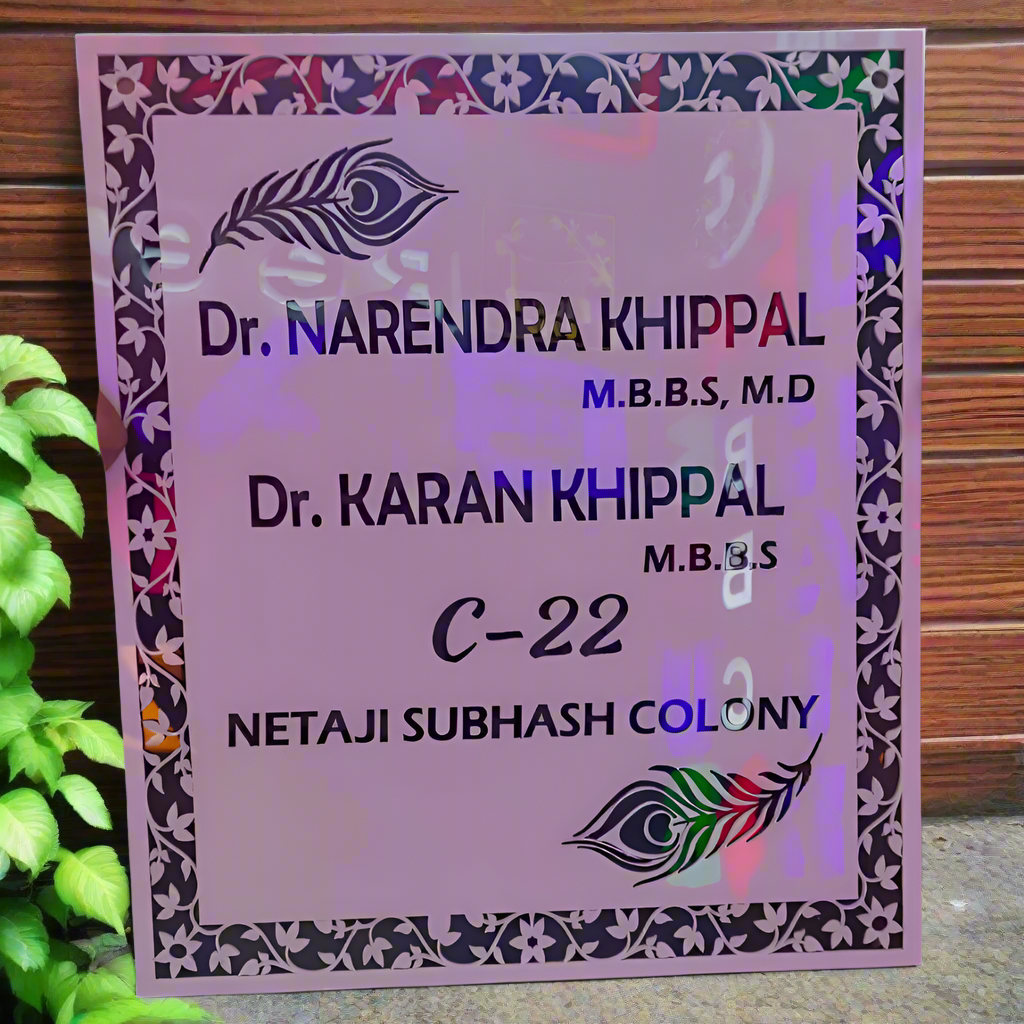 Dr. NARENDRA KHIPPAL
M.B.B.S, M.D
Dr. KARAN KHIPPAL
M.B.B.S
C-22
NETAJI SUBHASH COLONY